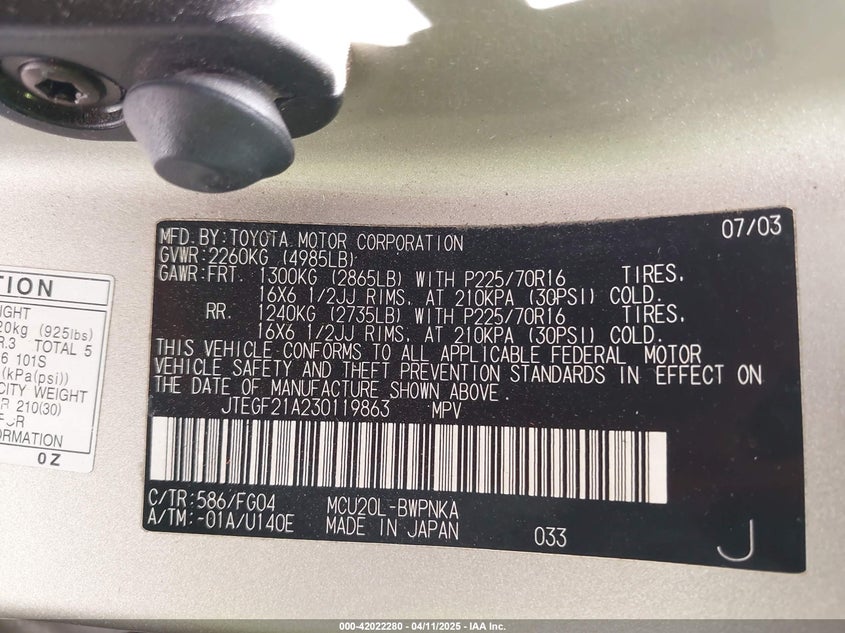 07/03
MFD. BY: TOYOTA MOTOR CORPORATION
GVWR: 2260KG (4985LB)
GAWR: FRT. 1300KG (2865LB) WITH P225/70R16 TIRES.
16X6 1/2JJ RIMS. AT 210KPA (30PSI) COLD.
RR. 1240KG (2735LB) WITH P225/70R16 TIRES.
16X6 1/2JJ RIMS. AT 210KPA (30PSI) COLD.
THIS VEHICLE CONFORMS TO ALL APPLICABLE FEDERAL MOTOR
VEHICLE SAFETY AND THEFT PREVENTION STANDARDS IN EFFECT ON
THE DATE OF MANUFACTURE SHOWN ABOVE.
JTEGF21A230119863 MPV
C/TR: 586/FG04 MCU20L-BWPNKA
A/TM: -01A/U140E MADE IN JAPAN 033 J
(925lbs)
TOTAL 5
101S
(kPa(psi))
WEIGHT
210(30)
0Z
000-42022280 - 04/11/2025 - IAA Inc.